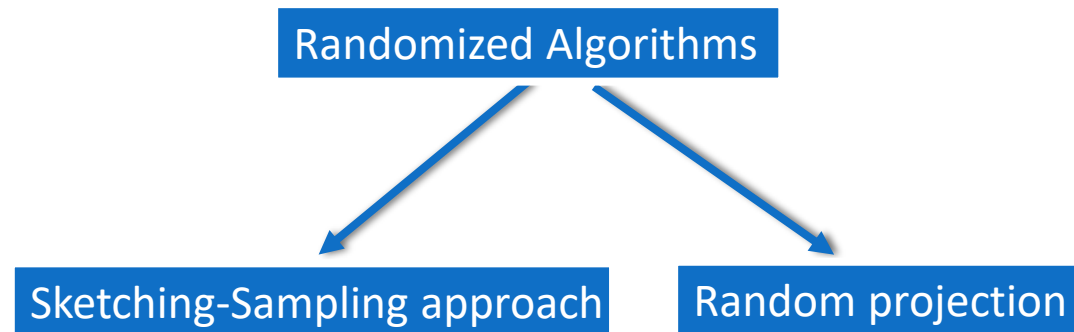 Randomized Algorithms
Sketching-Sampling approach
Random projection